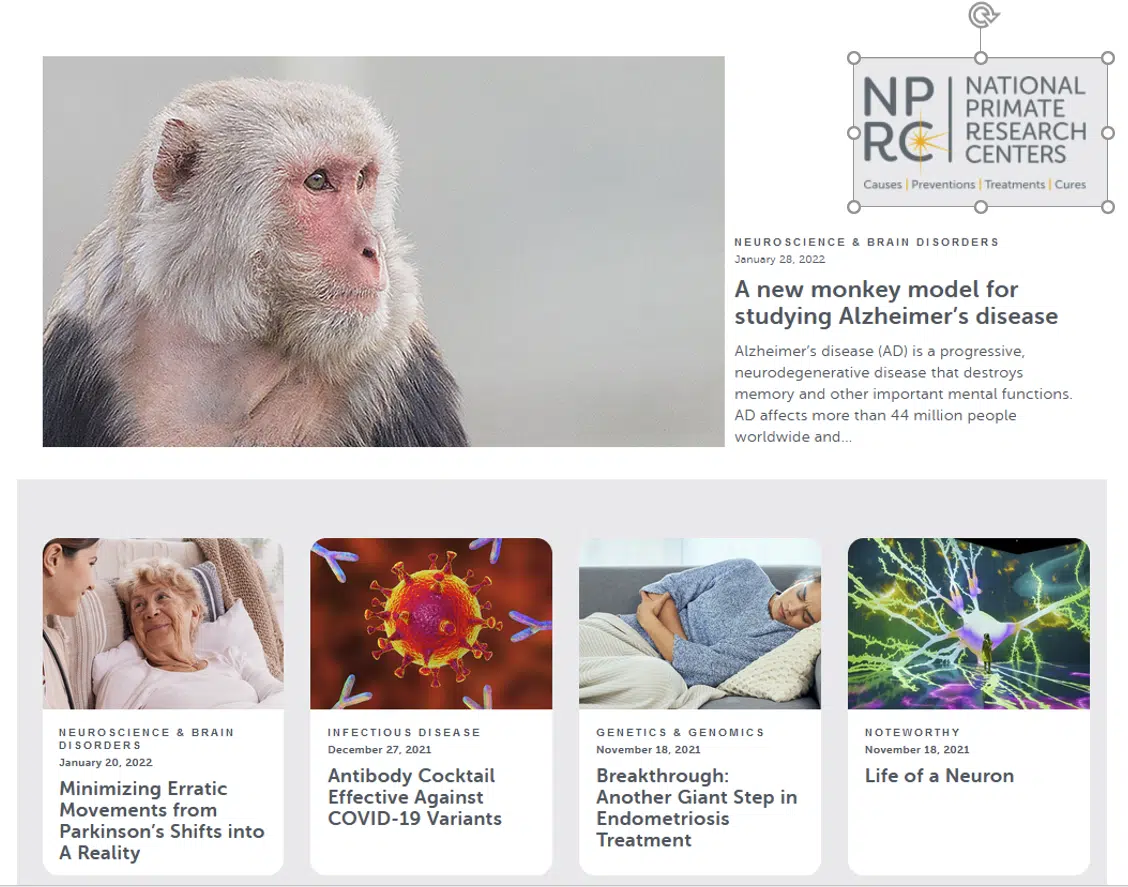 NP
RC
NATIONAL
PRIMATE
RESEARCH
CENTERS
Causes | Preventions | Treatments | Cures
NEUROSCIENCE & BRAIN DISORDERS
January 28, 2022
A new monkey model for
studying Alzheimer’s disease
Alzheimer’s disease (AD) is a progressive,
neurodegenerative disease that destroys
memory and other important mental functions.
AD affects more than 44 million people
worldwide and...
NEUROSCIENCE & BRAIN
DISORDERS
January 20, 2022
Minimizing Erratic
Movements from
Parkinson’s Shifts into
A Reality
INFECTIOUS DISEASE
December 27, 2021
Antibody Cocktail
Effective Against
COVID-19 Variants
GENETICS & GENOMICS
November 18, 2021
Breakthrough:
Another Giant Step in
Endometriosis
Treatment
NOTEWORTHY
November 18, 2021
Life of a Neuron